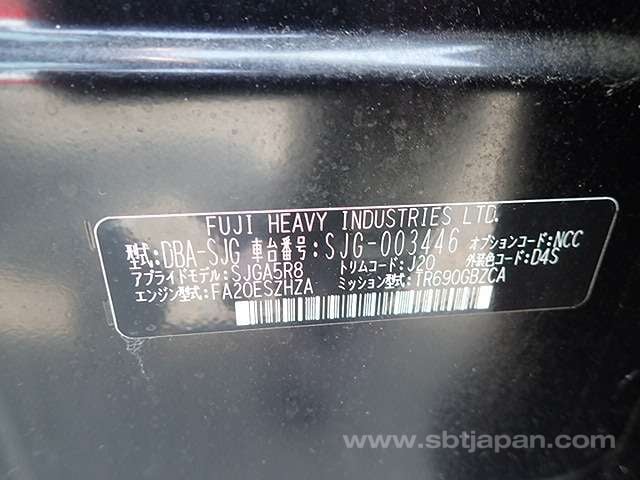 FUJI HEAVY INDUSTRIES LTD.
型式:DBA-SJG 車台番号:SJG-003446 オプションコード:NCC
アプライドモデル:SJGA5R8 トリムコード:J20 外装色コード:D4S
エンジン型式:FA20ESZHZA ミッション型式:TR690GBZCA
www.sbtjapan.com